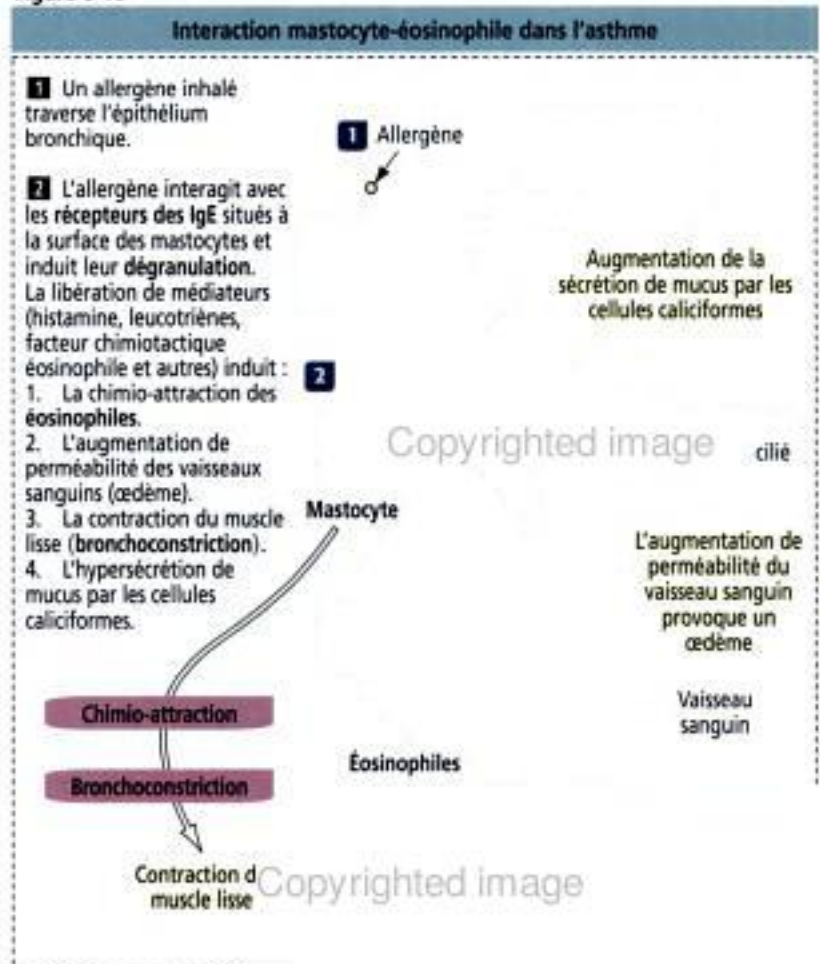 Interaction mastocyte-éosinophile dans l'asthme
1 Un allergène inhalé
traverse l'épithélium
bronchique.
2 L'allergène interagit avec
les récepteurs des IgE situés à
la surface des mastocytes et
induit leur dégranulation.
La libération de médiateurs
(histamine, leucotriènes,
facteur chimiotactique
éosinophile et autres) induit :
1. La chimio-attraction des
éosinophiles.
2. L'augmentation de
perméabilité des vaisseaux
sanguins (œdème).
3. La contraction du muscle
lisse (bronchoconstriction).
4. L'hypersécrétion de
mucus par les cellules
caliciformes.
1 Allergène
Augmentation de la
sécrétion de mucus par les
cellules caliciformes
2
Copyrighted image
cilié
Mastocyte
L'augmentation de
perméabilité du
vaisseau sanguin
provoque un
œdème
Vaisseau
sanguin
Chimio-attraction
Éosinophiles
Bronchoconstriction
Contraction d
muscle lisse
Copyrighted image